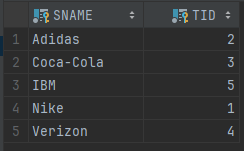 SNAME TID
1 Adidas 2
2 Coca-Cola 3
3 IBM 5
4 Nike 1
5 Verizon 4